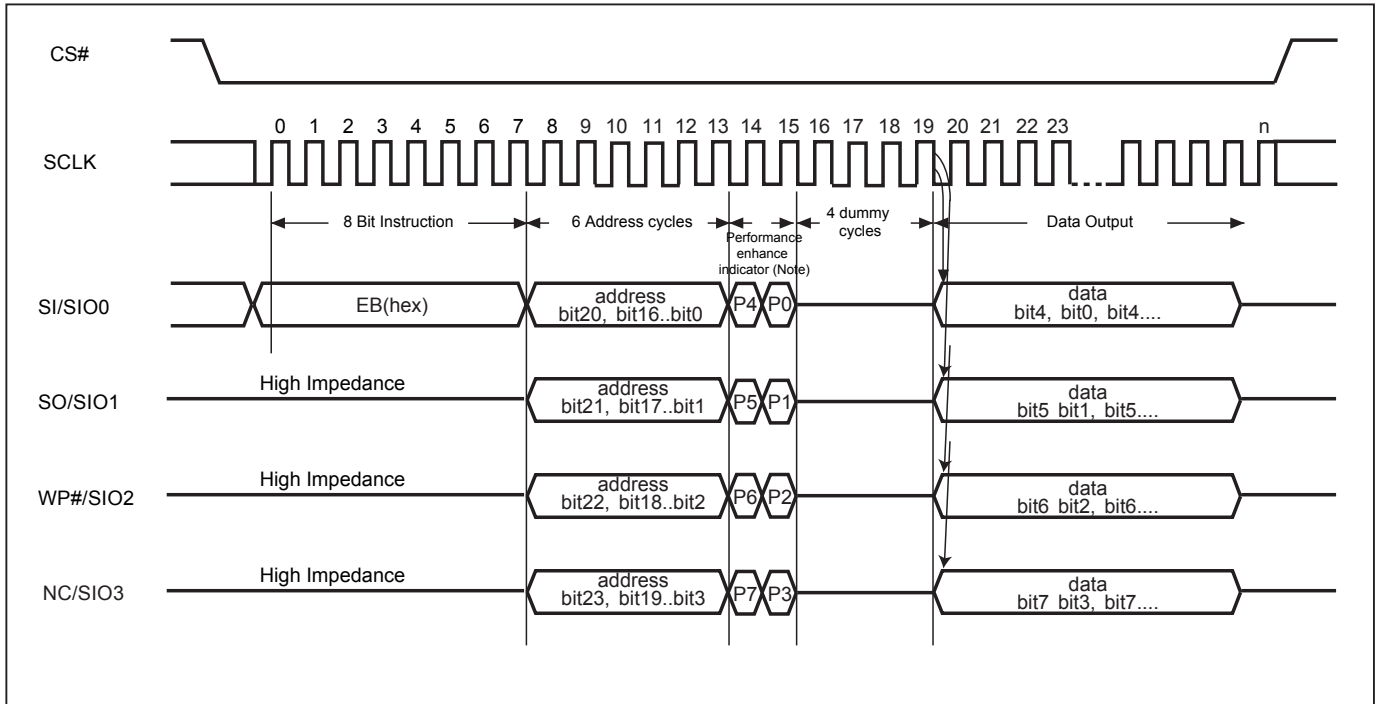 CS#
0 1 2 3 4 5 6 7 8 9 10 11 12 13 14 15 16 17 18 19 20 21 22 23 n
SCLK
8 Bit Instruction
6 Address cycles
Performance
enhance
indicator (Note)
4 dummy
cycles
Data Output
SI/SIO0
EB(hex)
address
bit20, bit16..bit0
P4 P0
data
bit4, bit0, bit4....
SO/SIO1
High Impedance
address
bit21, bit17..bit1
P5 P1
data
bit5 bit1, bit5....
WP#/SIO2
High Impedance
address
bit22, bit18..bit2
P6 P2
data
bit6 bit2, bit6....
NC/SIO3
High Impedance
address
bit23, bit19..bit3
P7 P3
data
bit7 bit3, bit7....